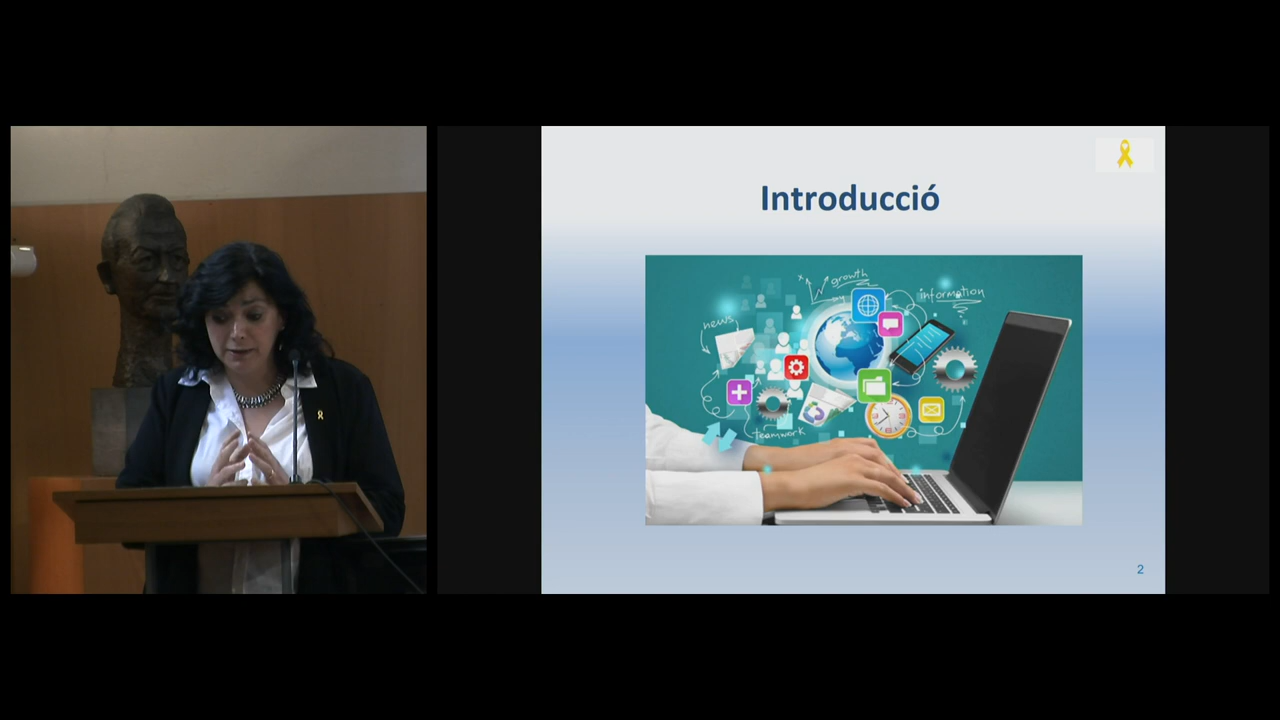 Introducció
growth
information
news
teamwork
2